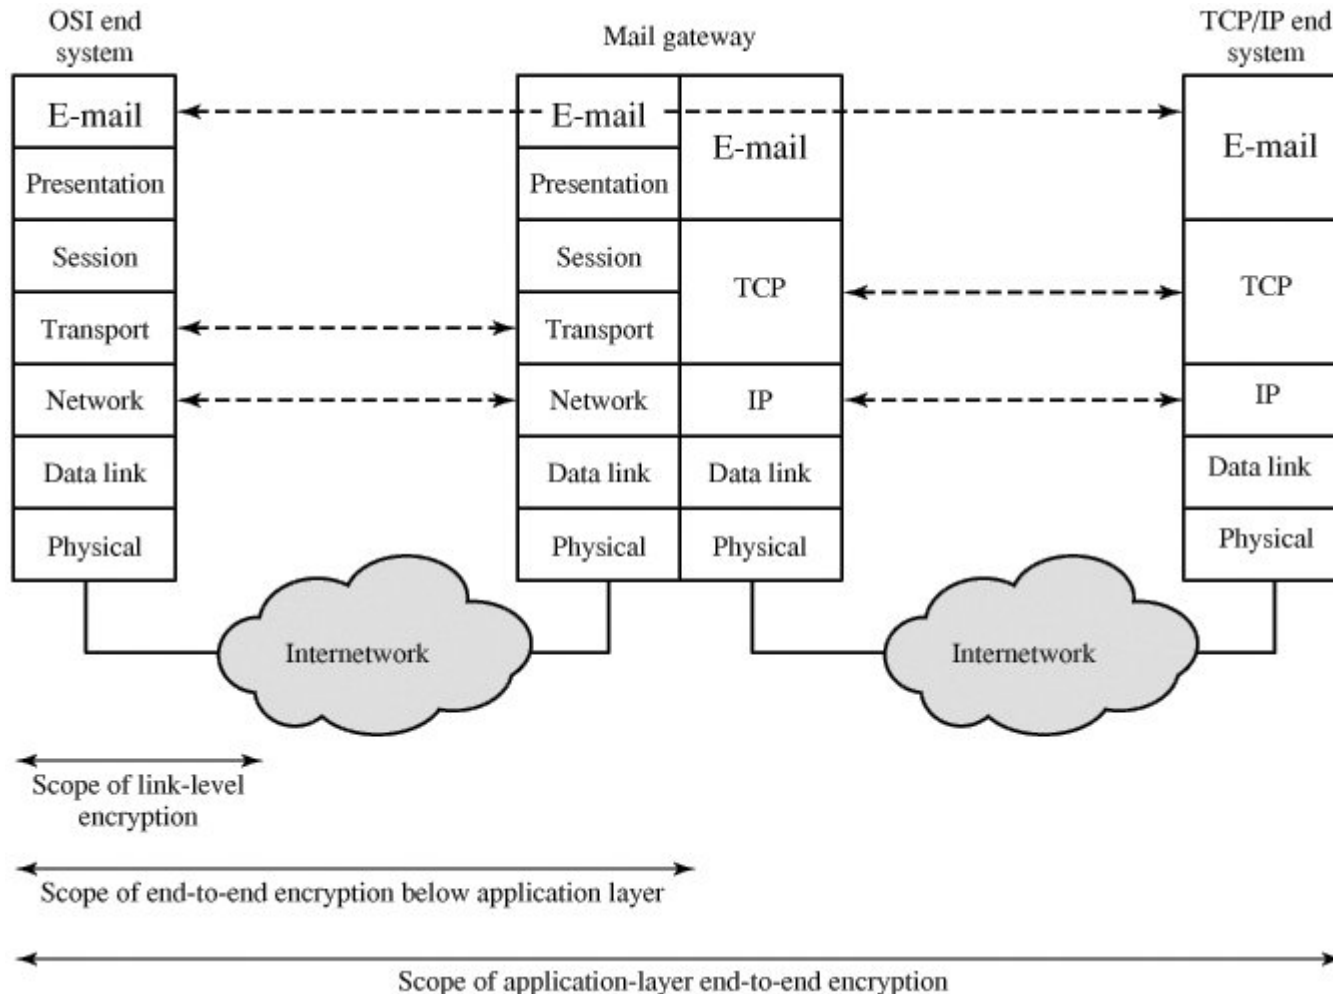 OSI end
system
Mail gateway
TCP/IP end
system
E-mail
Presentation
Session
Transport
Network
Data link
Physical
E-mail
Presentation
Session
Transport
Network
Data link
Physical
E-mail
TCP
IP
Data link
Physical
E-mail
TCP
IP
Data link
Physical
Internetwork
Internetwork
Scope of link-level
encryption
Scope of end-to-end encryption below application layer
Scope of application-layer end-to-end encryption